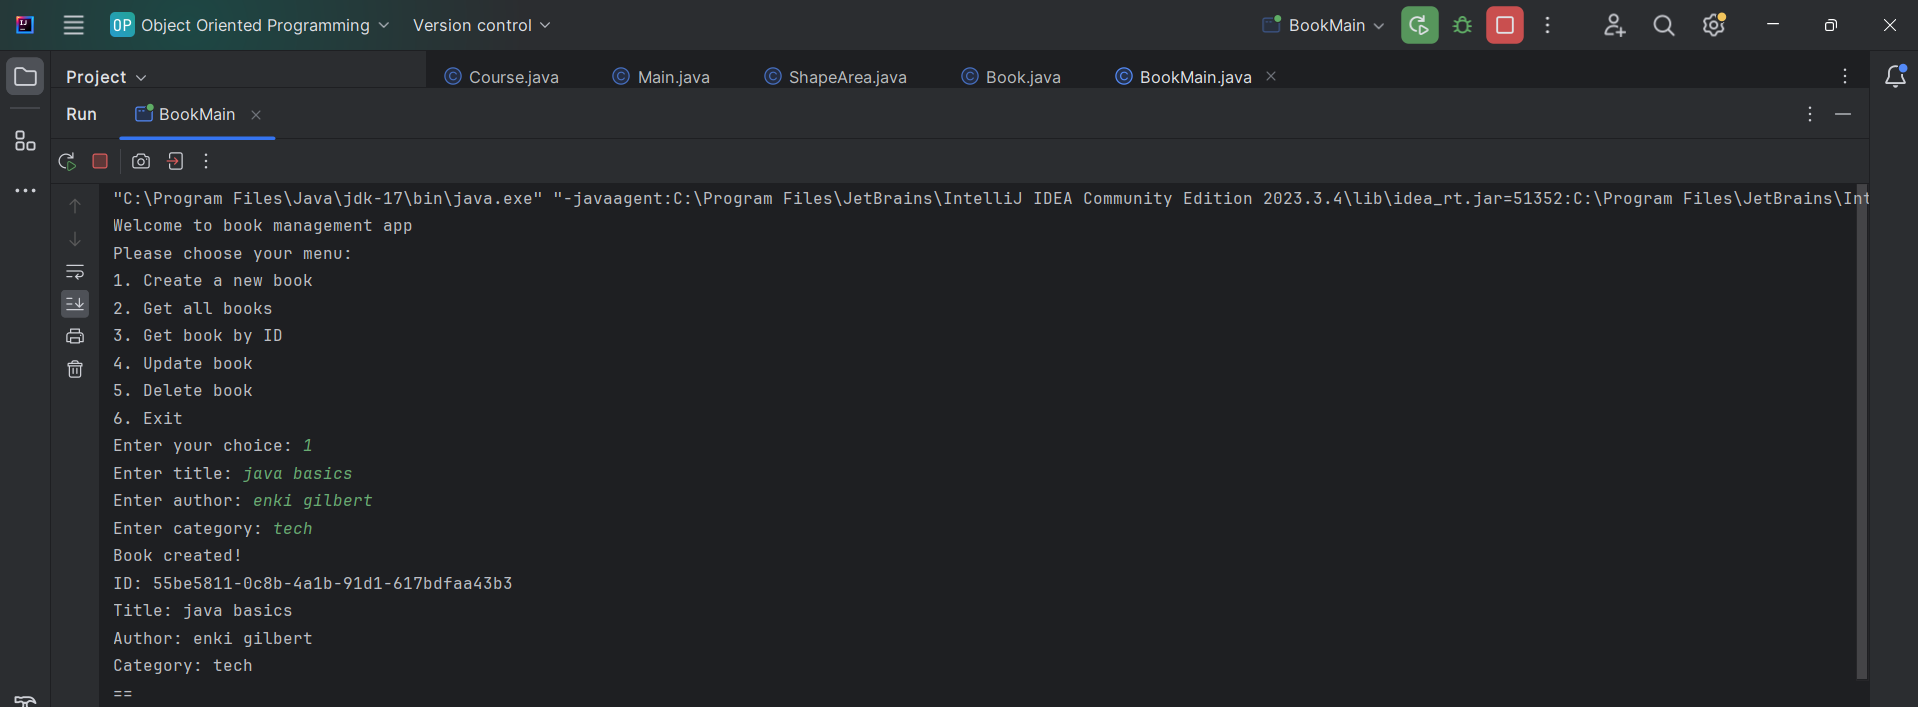 OP Object Oriented Programming Version control BookMain
Project Course.java Main.java ShapeArea.java Book.java BookMain.java
Run BookMain
"C:\Program Files\Java\jdk-17\bin\java.exe" "-javaagent:C:\Program Files\JetBrains\IntelliJ IDEA Community Edition 2023.3.4\lib\idea_rt.jar=51352:C:\Program Files\JetBrains\Int
Welcome to book management app
Please choose your menu:
1. Create a new book
2. Get all books
3. Get book by ID
4. Update book
5. Delete book
6. Exit
Enter your choice: 1
Enter title: java basics
Enter author: enki gilbert
Enter category: tech
Book created!
ID: 55be5811-0c8b-4a1b-91d1-617bdfaa43b3
Title: java basics
Author: enki gilbert
Category: tech
==